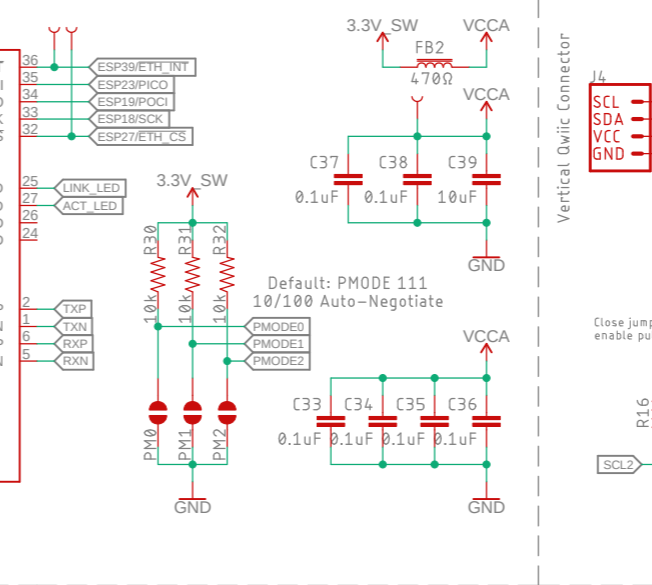 36
35
34
33
32
ESP39/ETH_INT
ESP23/PICO
ESP19/POCI
ESP18/SCK
ESP27/ETH_CS
25
27
26
24
LINK_LED
ACT_LED
2
1
6
5
TXP
TXN
RXP
RXN
3.3V_SW
R30
R31
R32
10k
10k
10k
PMODE0
PMODE1
PMODE2
PM0
PM1
PM2
GND
3.3V_SW
VCCA
FB2
470Ω
VCCA
C37
C38
C39
0.1uF
0.1uF
10uF
GND
Default: PMODE 111
10/100 Auto-Negotiate
VCCA
C33
C34
C35
C36
0.1uF
0.1uF
0.1uF
0.1uF
GND
Vertical Qwiic Connector
J4
SCL
SDA
VCC
GND
Close jump
enable pu
R16
SCL2